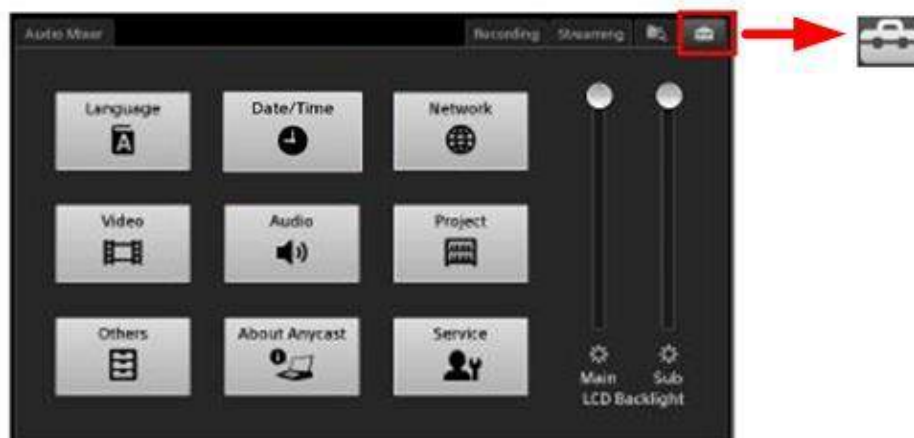 Audio Mixer
Recording
Streaming
Language
Date/Time
Network
A
Video
Audio
Project
Others
About Anycast
Service
Main
Sub
LCD Backlight